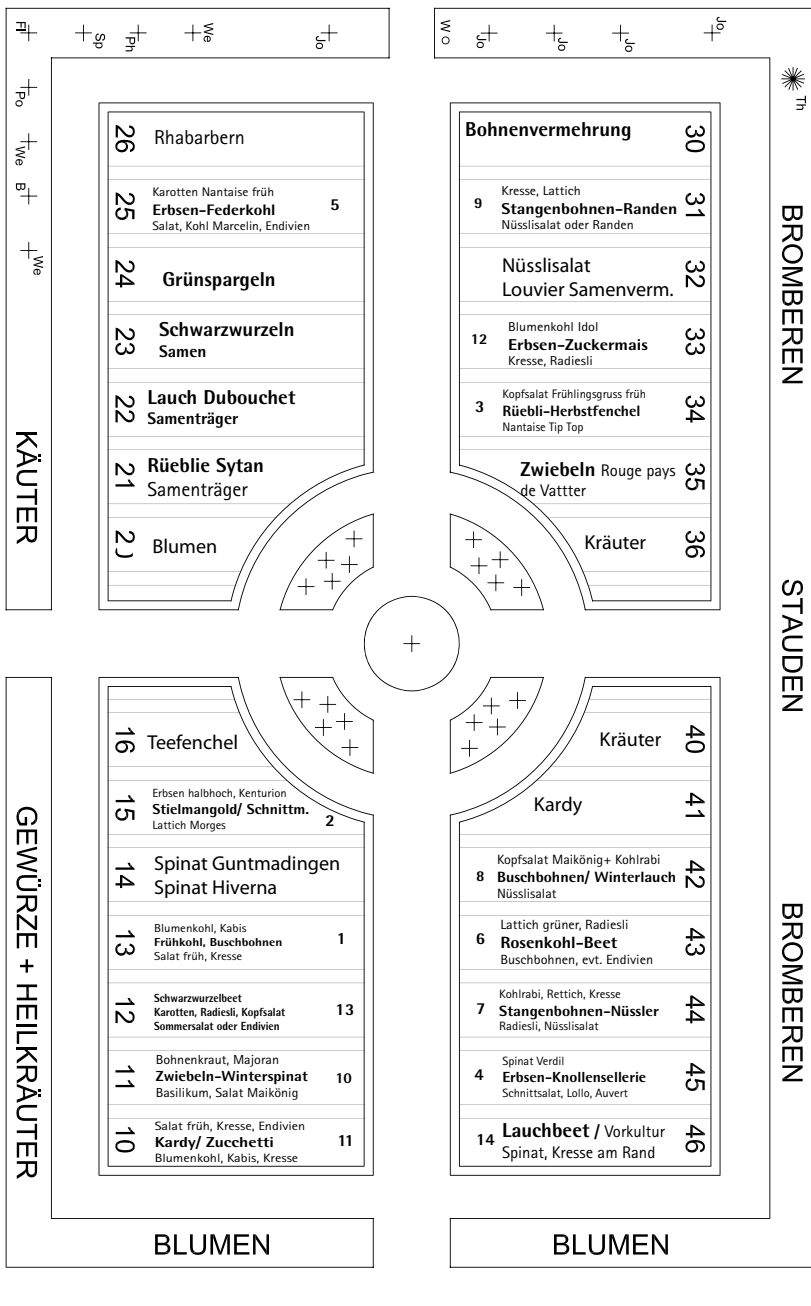 Fl
Sp
Ph
We
Jo
W
Jo
Jo
Jo
Jo
Th
Po
We
B
We
26 Rhabarbern
25 Karotten Nantaise früh
Erbsen-Federkohl 5
Salat, Kohl Marcelin, Endivien
24 Grünspargeln
23 Schwarzwurzeln
Samen
22 Lauch Dubouchet
Samenträger
21 Rüeblie Sytan
Samenträger
20 Blumen
Bohnenvermehrung 30
Kresse, Lattich
9 Stangenbohnen-Randen 31
Nüsslisalat oder Randen
Nüsslisalat 32
Louvier Samenverm.
Blumenkohl Idol
12 Erbsen-Zuckermais 33
Kresse, Radiesli
Kopfsalat Frühlingsgruss früh
3 Rüebli-Herbstfenchel 34
Nantaise Tip Top
Zwiebeln Rouge pays 35
de Vattter
Kräuter 36
KÄUTER
BROMBEREN
STAUDEN
BROMBEREN
16 Teefenchel
15 Erbsen halbhoch, Kenturion
Stielmangold/ Schnittm.
Lattich Morges 2
14 Spinat Guntmadingen
Spinat Hiverna
13 Blumenkohl, Kabis
Frühkohl, Buschbohnen 1
Salat früh, Kresse
12 Schwarzwurzelbeet
Karotten, Radiesli, Kopfsalat 13
Sommersalat oder Endivien
11 Bohnenkraut, Majoran
Zwiebeln-Winterspinat 10
Basilikum, Salat Maikönig
10 Salat früh, Kresse, Endivien
Kardy/ Zucchetti 11
Blumenkohl, Kabis, Kresse
Kräuter 40
Kardy 41
Kopfsalat Maikönig+ Kohlrabi
8 Buschbohnen/ Winterlauch 42
Nüsslisalat
Lattich grüner, Radiesli
6 Rosenkohl-Beet 43
Buschbohnen, evt. Endivien
Kohlrabi, Rettich, Kresse
7 Stangenbohnen-Nüssler 44
Radiesli, Nüsslisalat
Spinat Verdil
4 Erbsen-Knollensellerie 45
Schnittsalat, Lollo, Auvert
14 Lauchbeet / Vorkultur 46
Spinat, Kresse am Rand
GEWÜRZE + HEILKRÄUTER
BLUMEN
BLUMEN